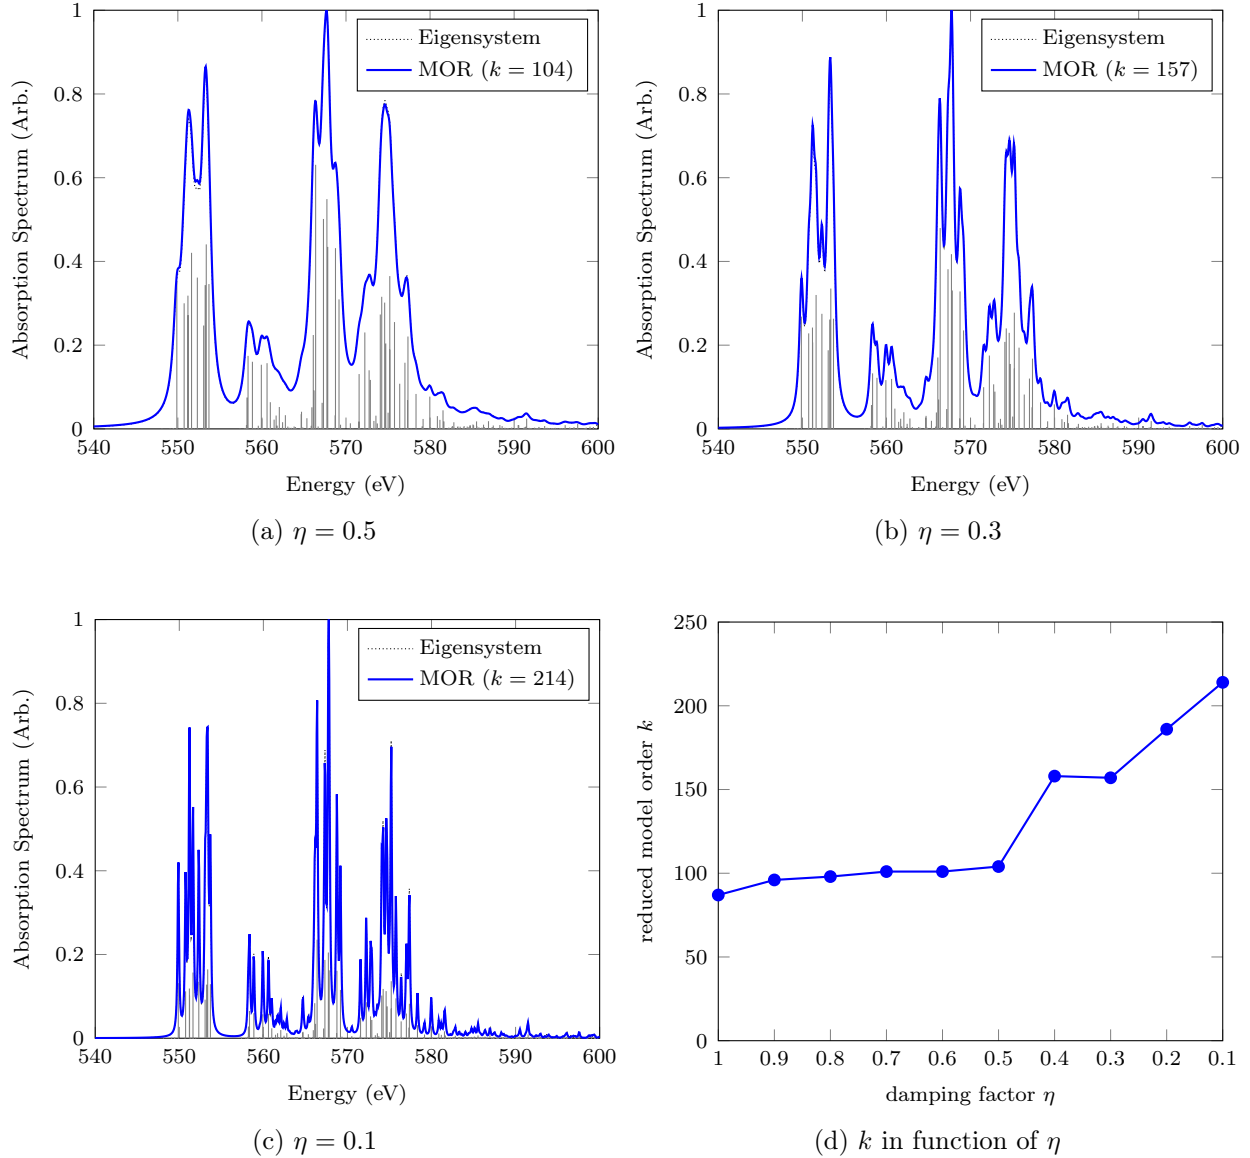 1
0.8
0.6
0.4
0.2
0
540 550 560 570 580 590 600
Absorption Spectrum (Arb.)
Energy (eV)
Eigensystem
MOR (k = 104)
(a) η = 0.5
1
0.8
0.6
0.4
0.2
0
540 550 560 570 580 590 600
Absorption Spectrum (Arb.)
Energy (eV)
Eigensystem
MOR (k = 157)
(b) η = 0.3
1
0.8
0.6
0.4
0.2
0
540 550 560 570 580 590 600
Absorption Spectrum (Arb.)
Energy (eV)
Eigensystem
MOR (k = 214)
(c) η = 0.1
250
200
150
100
50
0
1 0.9 0.8 0.7 0.6 0.5 0.4 0.3 0.2 0.1
reduced model order k
damping factor η
(d) k in function of η